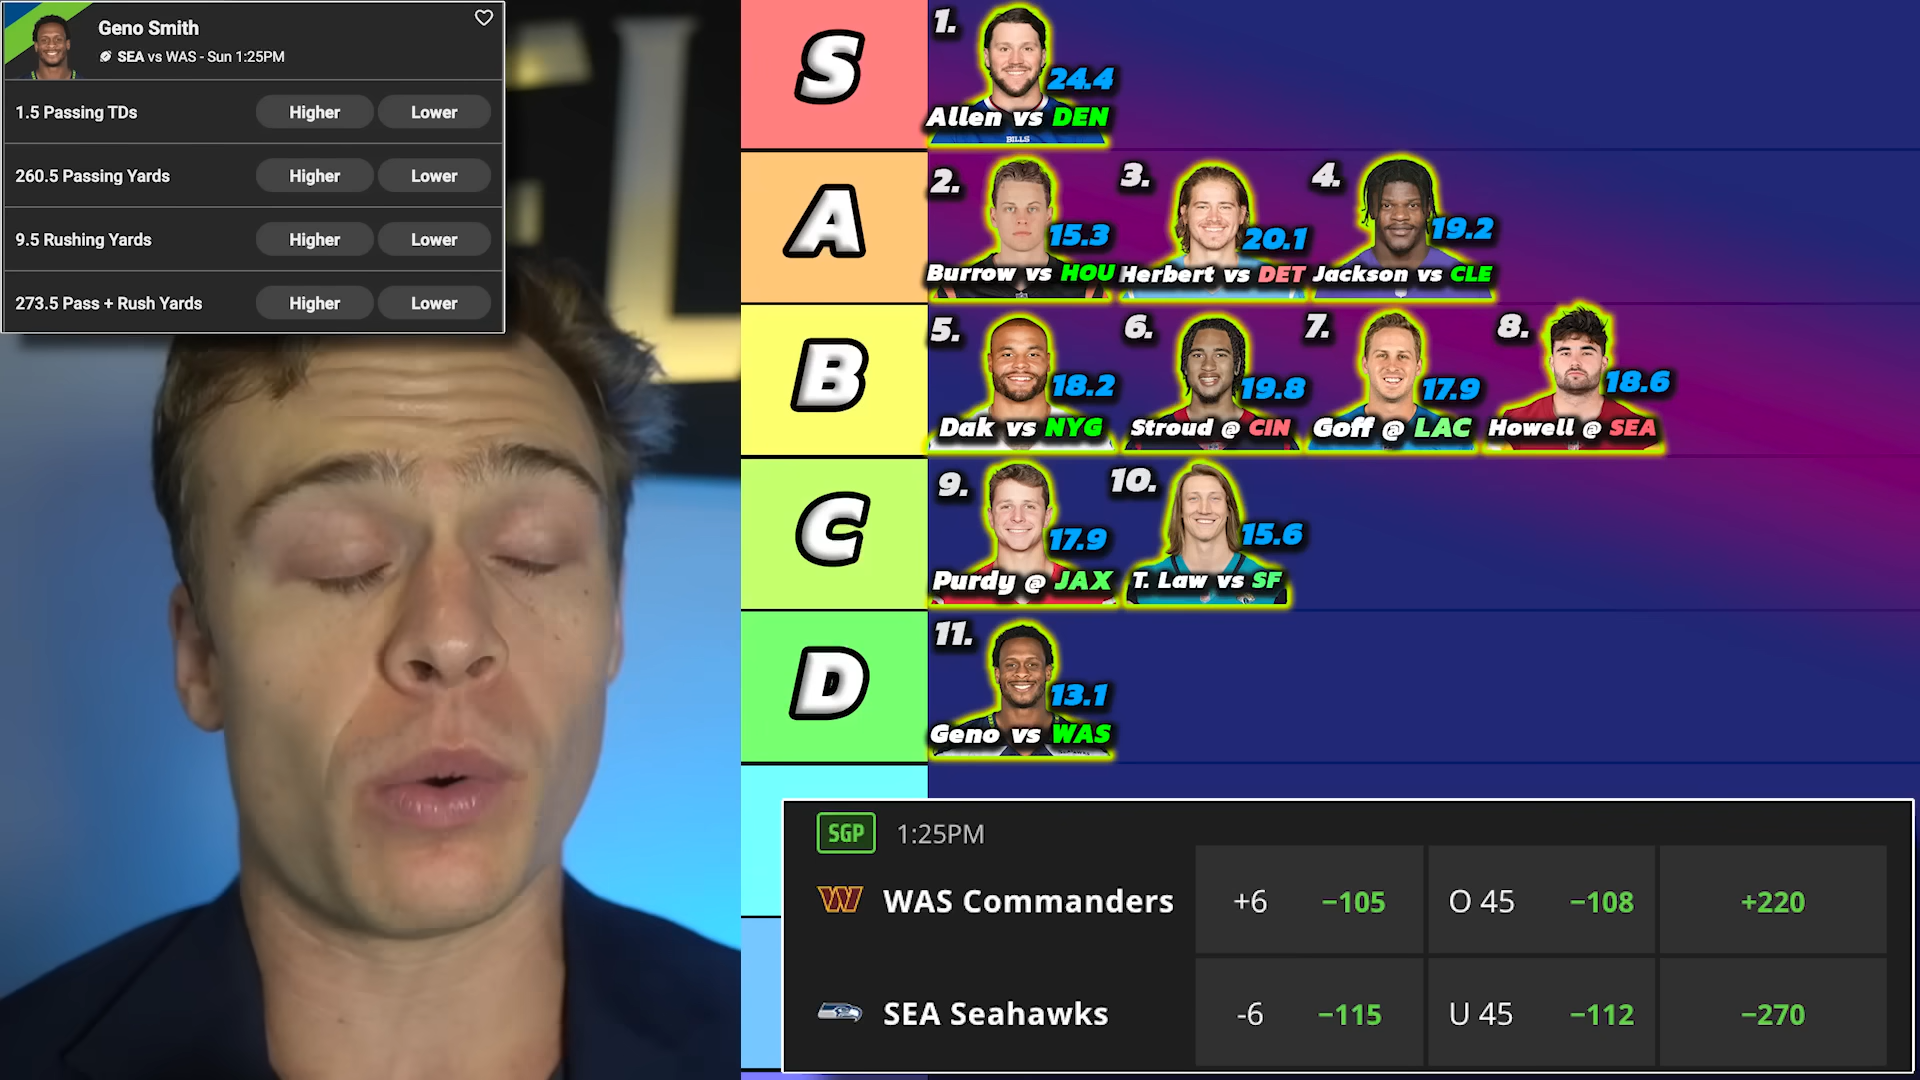 Geno Smith
SEA vs WAS - Sun 1:25PM
1.5 Passing TDs Higher Lower
260.5 Passing Yards Higher Lower
9.5 Rushing Yards Higher Lower
273.5 Pass + Rush Yards Higher Lower
S
1.
24.4
Allen vs DEN
BILLS
A
2.
15.3
Burrow vs HOU
3.
20.1
Herbert vs DET
4.
19.2
Jackson vs CLE
B
5.
18.2
Dak vs NYG
6.
19.8
Stroud @ CIN
7.
17.9
Goff @ LAC
8.
18.6
Howell @ SEA
C
9.
17.9
Purdy @ JAX
10.
15.6
T. Law vs SF
D
11.
13.1
Geno vs WAS
SGP 1:25PM
WAS Commanders +6 −105 O 45 −108 +220
SEA Seahawks -6 −115 U 45 −112 −270